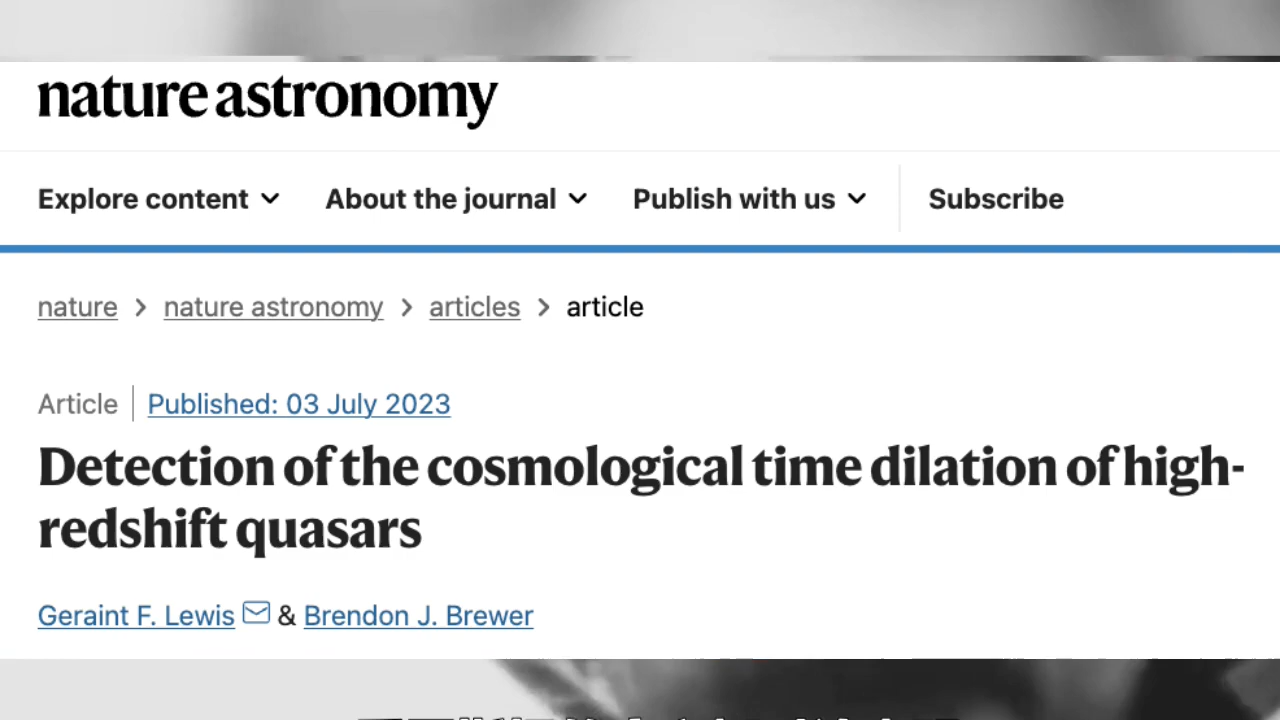 nature astronomy
Explore content About the journal Publish with us Subscribe
nature > nature astronomy > articles > article
Article | Published: 03 July 2023
Detection of the cosmological time dilation of high-
redshift quasars
Geraint F. Lewis & Brendon J. Brewer